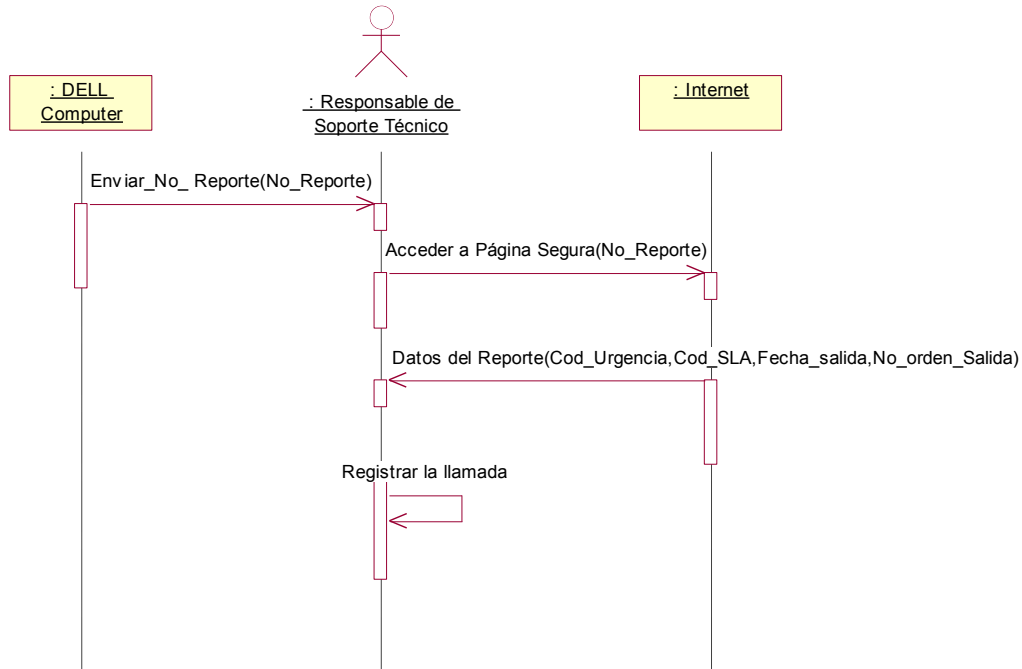 : DELL
Computer
: Responsable de
Soporte Técnico
: Internet
Enviar_No_ Reporte(No_Reporte)
Acceder a Página Segura(No_Reporte)
Datos del Reporte(Cod_Urgencia,Cod_SLA,Fecha_salida,No_orden_Salida)
Registrar la llamada